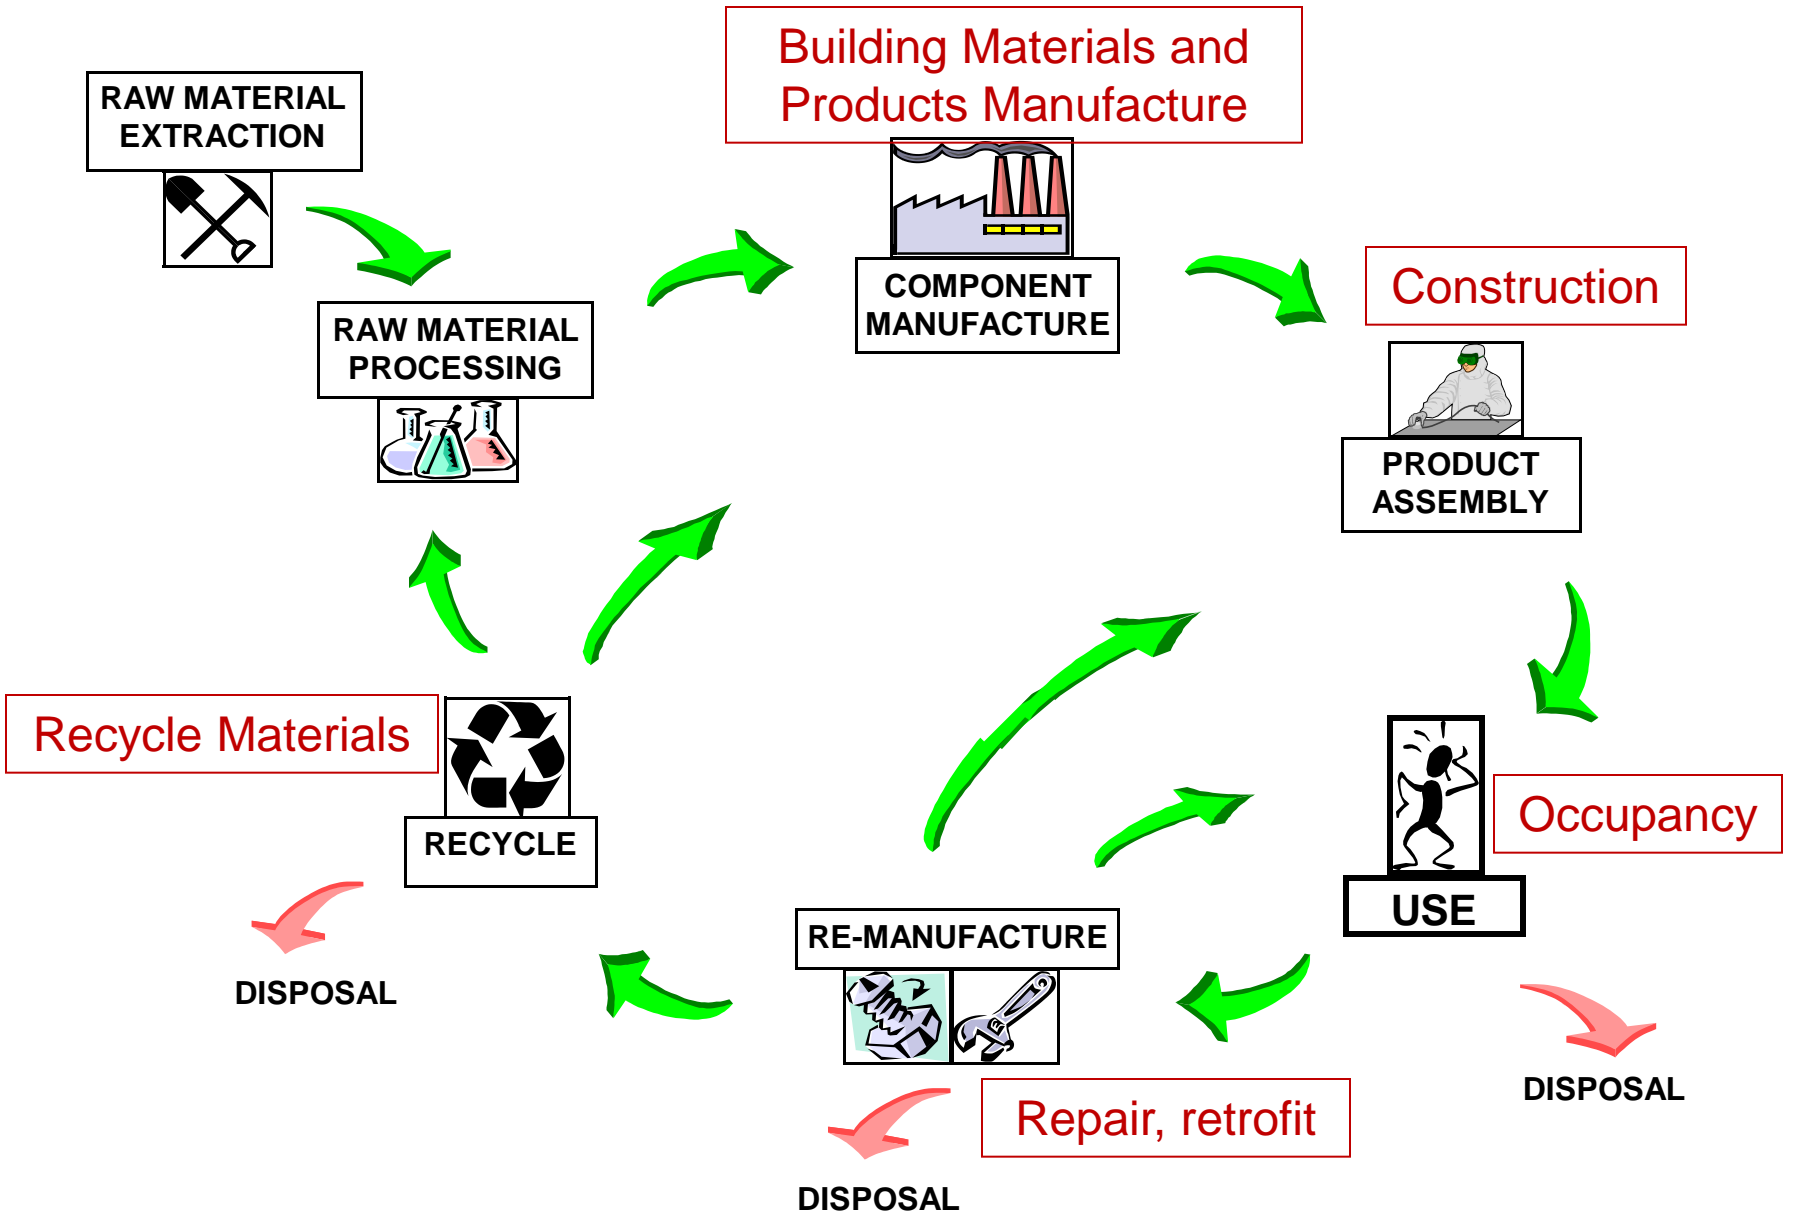 Building Materials and
Products Manufacture
RAW MATERIAL
EXTRACTION
COMPONENT
MANUFACTURE
Construction
RAW MATERIAL
PROCESSING
PRODUCT
ASSEMBLY
Recycle Materials
RECYCLE
Occupancy
USE
RE-MANUFACTURE
DISPOSAL
DISPOSAL
Repair, retrofit
DISPOSAL